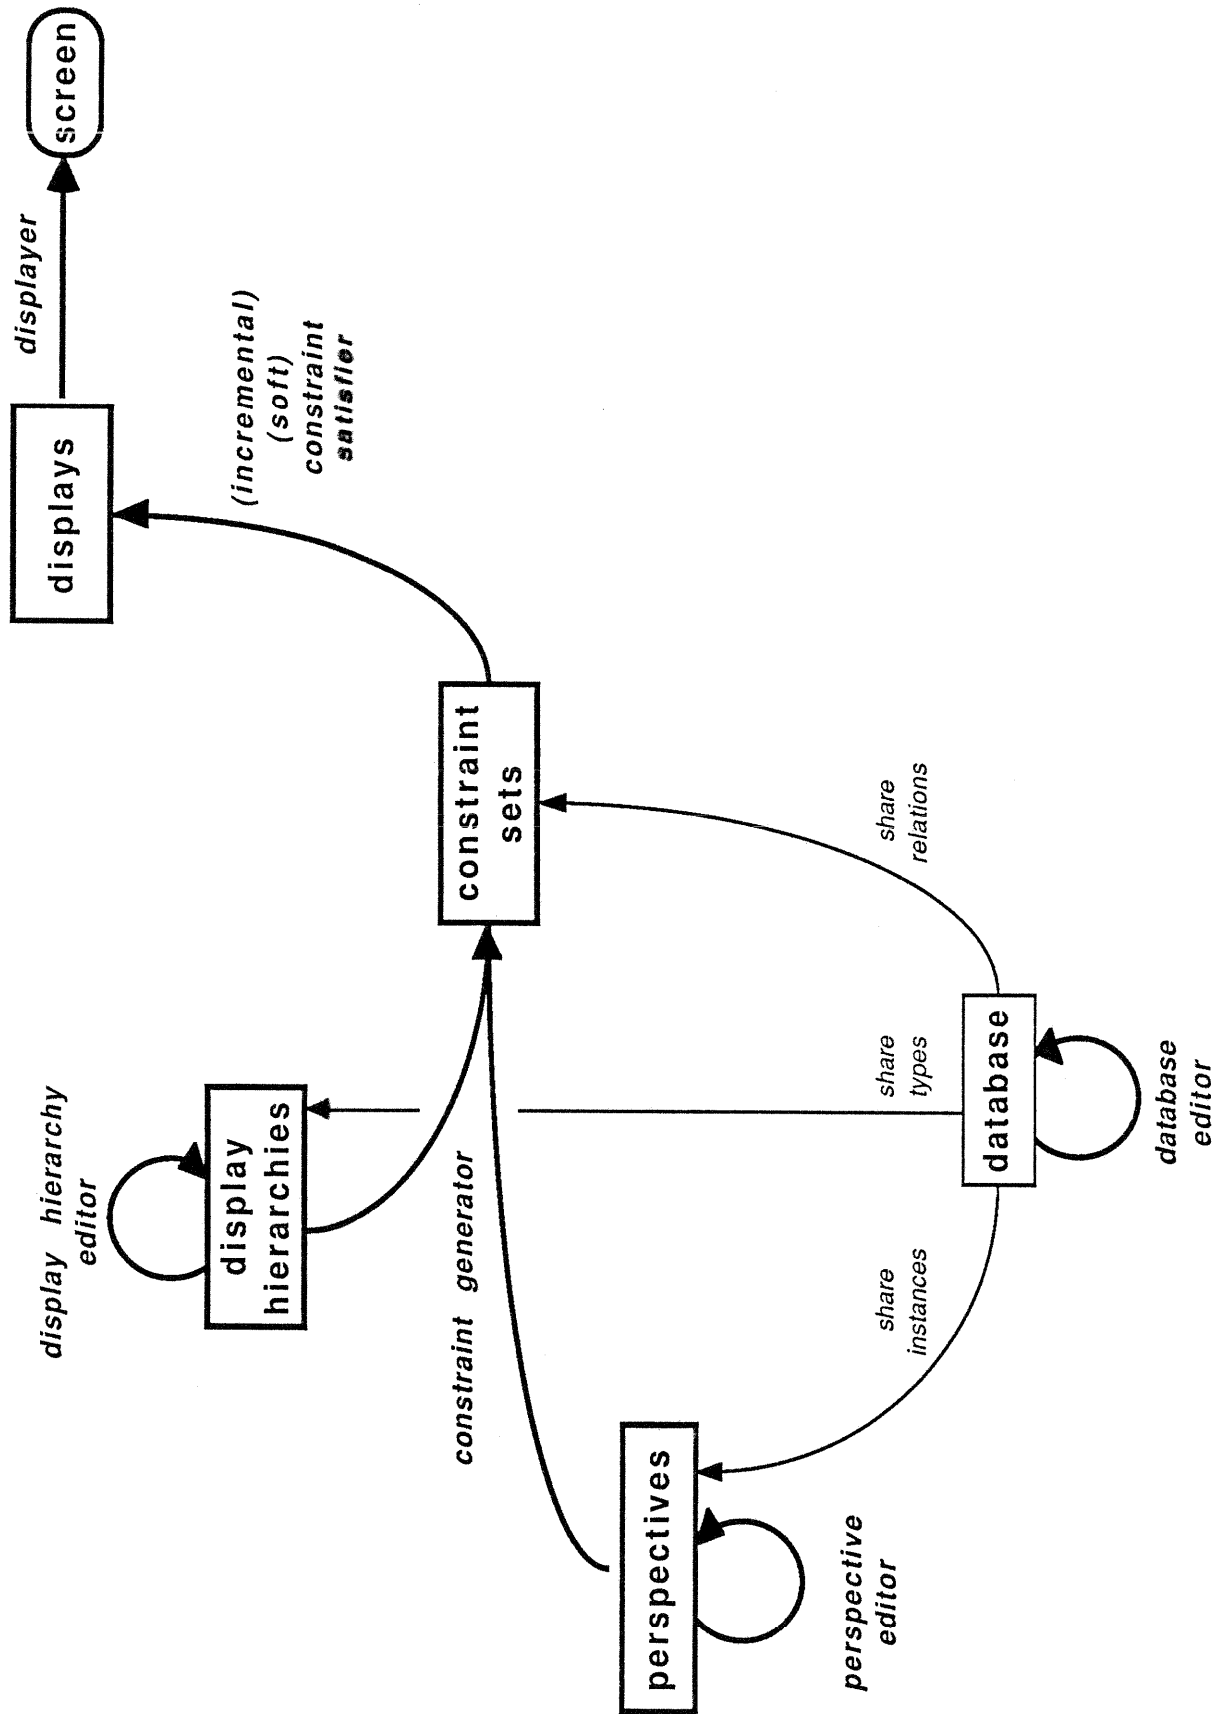 screen
displayer
displays
(incremental)
(soft)
constraint
satisfier
constraint
sets
share
relations
display hierarchy
editor
display
hierarchies
share
types
database
database
editor
constraint generator
share
instances
perspectives
perspective
editor